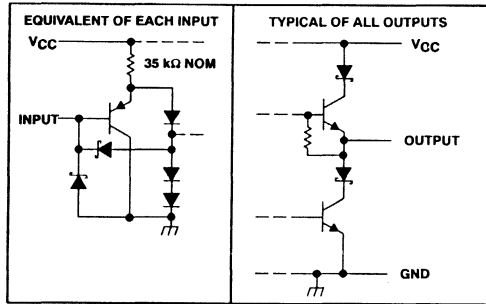 EQUIVALENT OF EACH INPUT
VCC
35 kΩ NOM
INPUT
TYPICAL OF ALL OUTPUTS
VCC
OUTPUT
GND